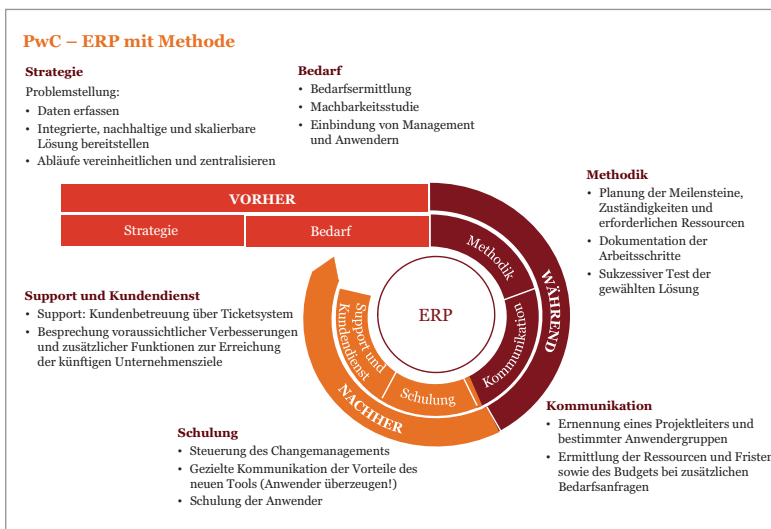 PwC – ERP mit Methode
Strategie
Problemstellung:
• Daten erfassen
• Integrierte, nachhaltige und skalierbare
Lösung bereitstellen
• Abläufe vereinheitlichen und zentralisieren
Bedarf
• Bedarfsermittlung
• Machbarkeitsstudie
• Einbindung von Management
und Anwendern
VORHER
Strategie
Bedarf
Methodik
• Planung der Meilensteine,
Zuständigkeiten und
erforderlichen Ressourcen
• Dokumentation der
Arbeitsschritte
• Sukzessiver Test der
gewählten Lösung
Methodik
WÄHREND
Kommunikation
ERP
Support und
Kundendienst
Schulung
NACHHER
Support und Kundendienst
• Support: Kundenbetreuung über Ticketsystem
• Besprechung voraussichtlicher Verbesserungen
und zusätzlicher Funktionen zur Erreichung
der künftigen Unternehmensziele
Kommunikation
• Ernennung eines Projektleiters und
bestimmter Anwendergruppen
• Ermittlung der Ressourcen und Fristen
sowie des Budgets bei zusätzlichen
Bedarfsanfragen
Schulung
• Steuerung des Changemanagements
• Gezielte Kommunikation der Vorteile des
neuen Tools (Anwender überzeugen!)
• Schulung der Anwender